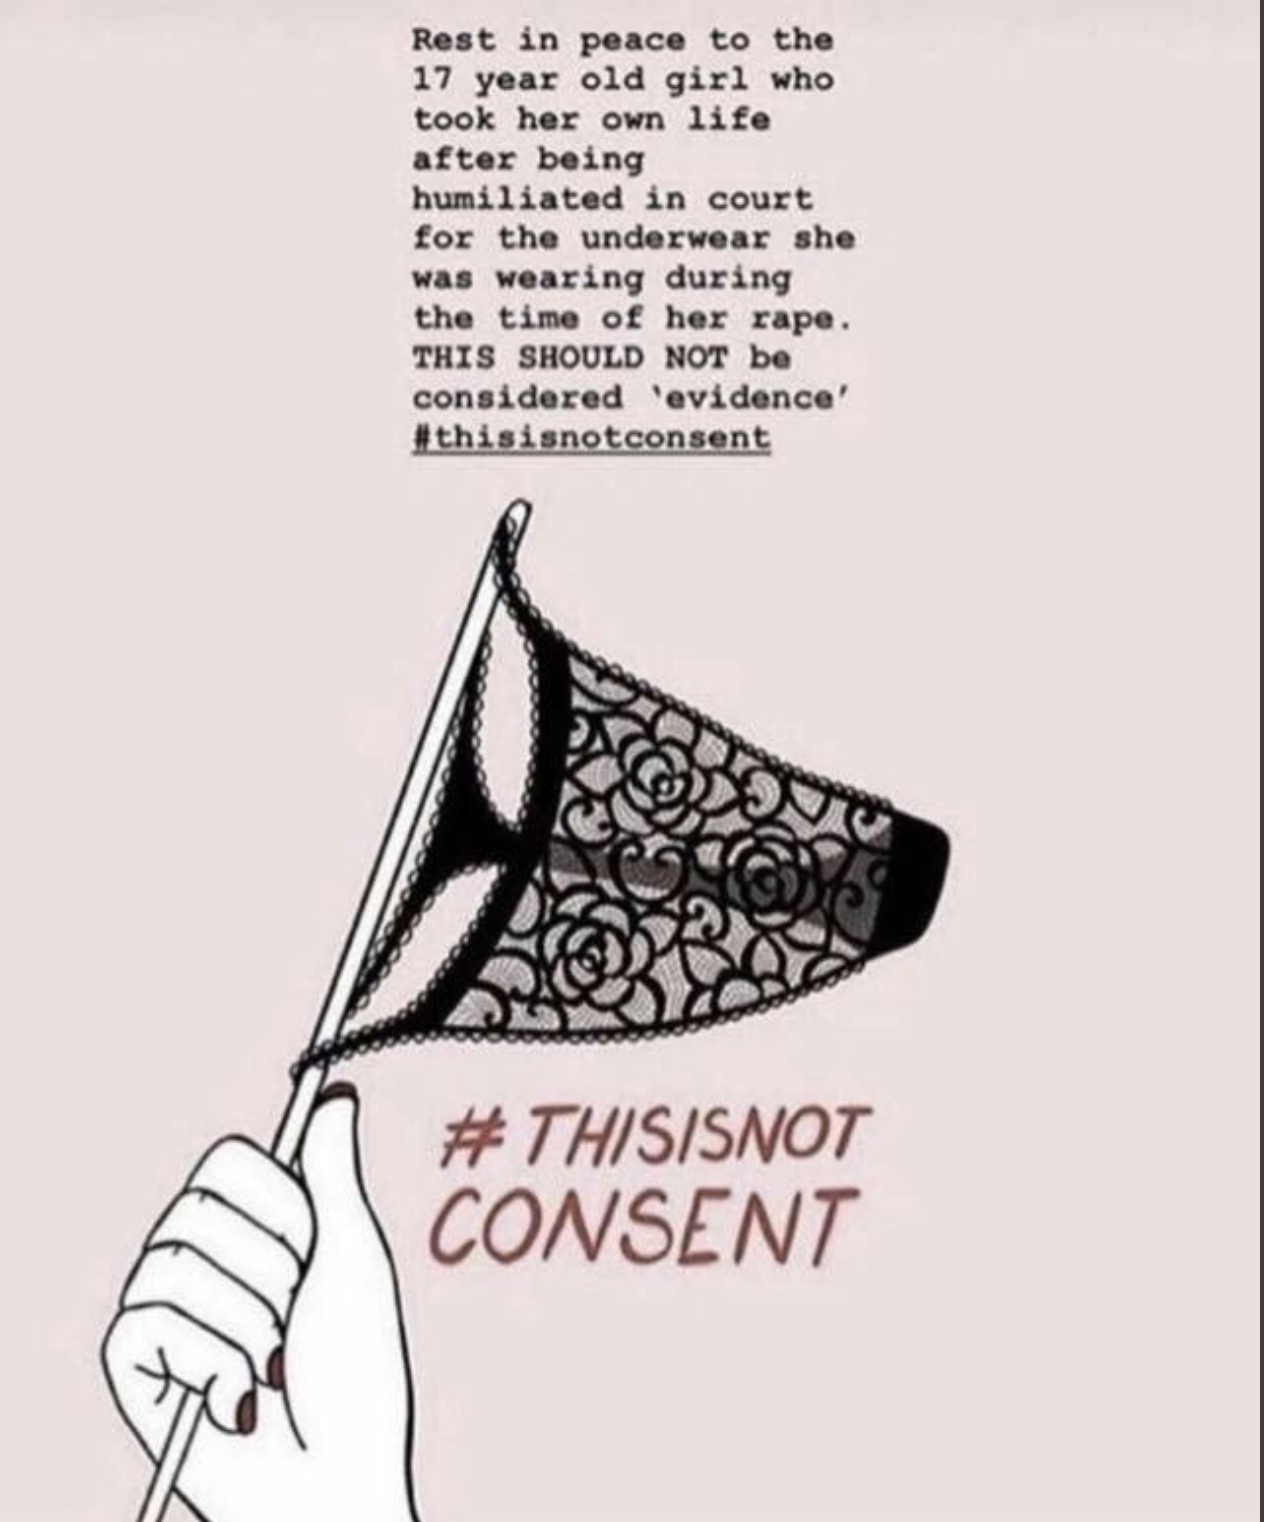 Rest in peace to the
17 year old girl who
took her own life
after being
humiliated in court
for the underwear she
was wearing during
the time of her rape.
THIS SHOULD NOT be
considered 'evidence'
#thisisnotconsent
#THISISNOT
CONSENT